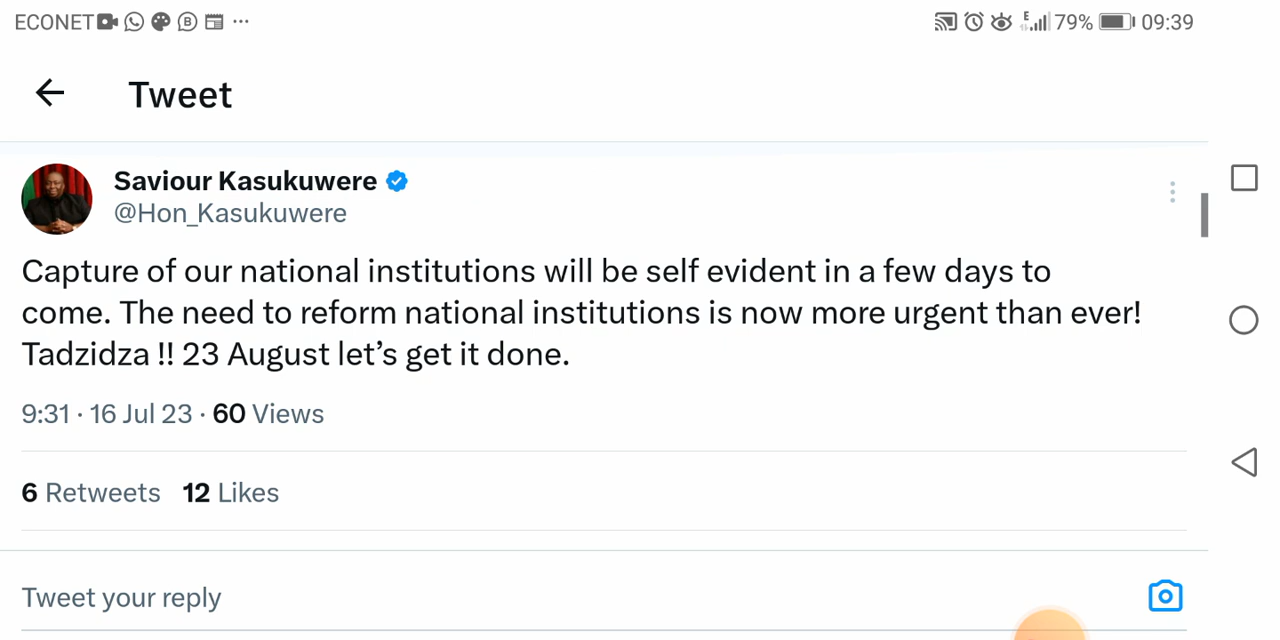 ECONET B ... E 79% 09:39
Tweet
Saviour Kasukuwere
@Hon_Kasukuwere
Capture of our national institutions will be self evident in a few days to
come. The need to reform national institutions is now more urgent than ever!
Tadzidza !! 23 August let’s get it done.
9:31 · 16 Jul 23 · 60 Views
6 Retweets 12 Likes
Tweet your reply